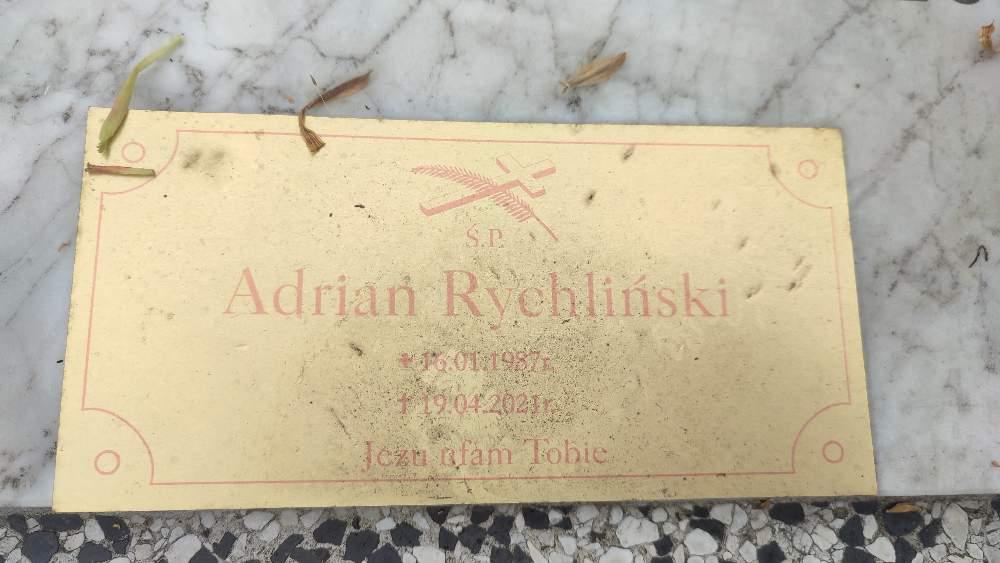 Ś.P.
Adrian Rychliński
✶ 16.01.1987r.
† 19.04.2021r.
Jezu ufam Tobie